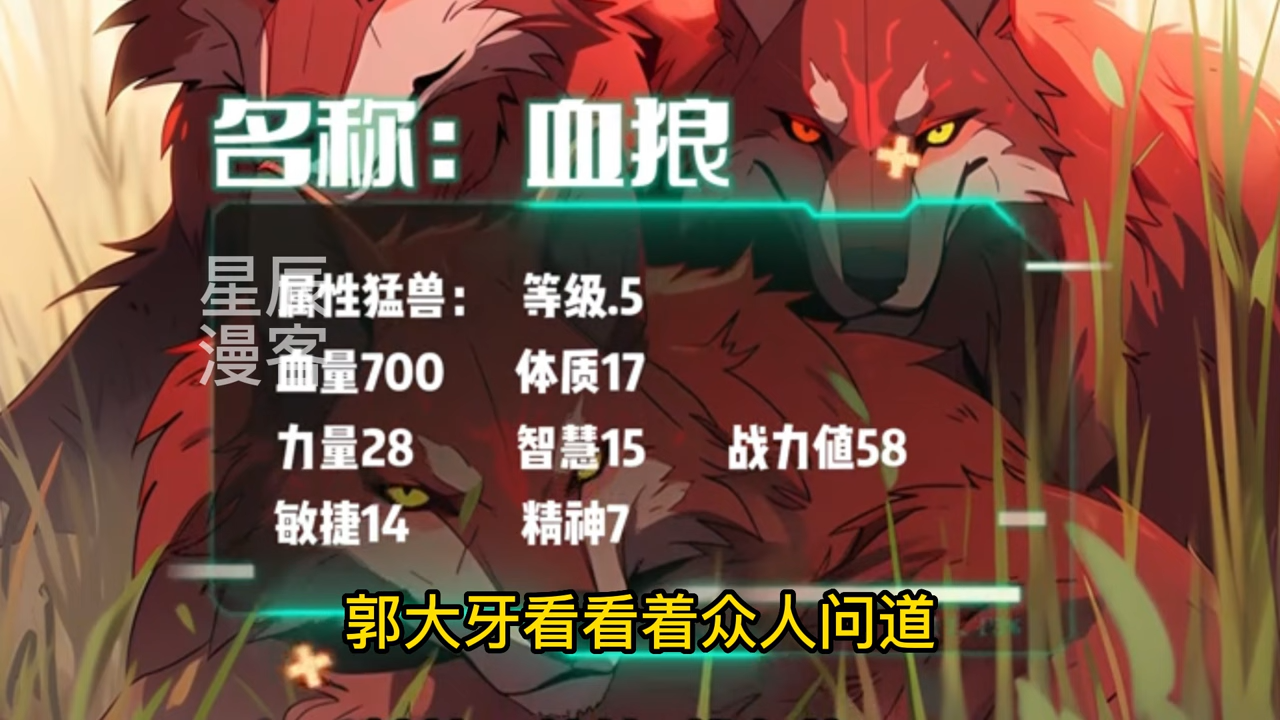 名称：血狼
星辰
漫客
属性猛兽： 等级.5
血量700 体质17
力量28 智慧15 战力值58
敏捷14 精神7
郭大牙看看着众人问道